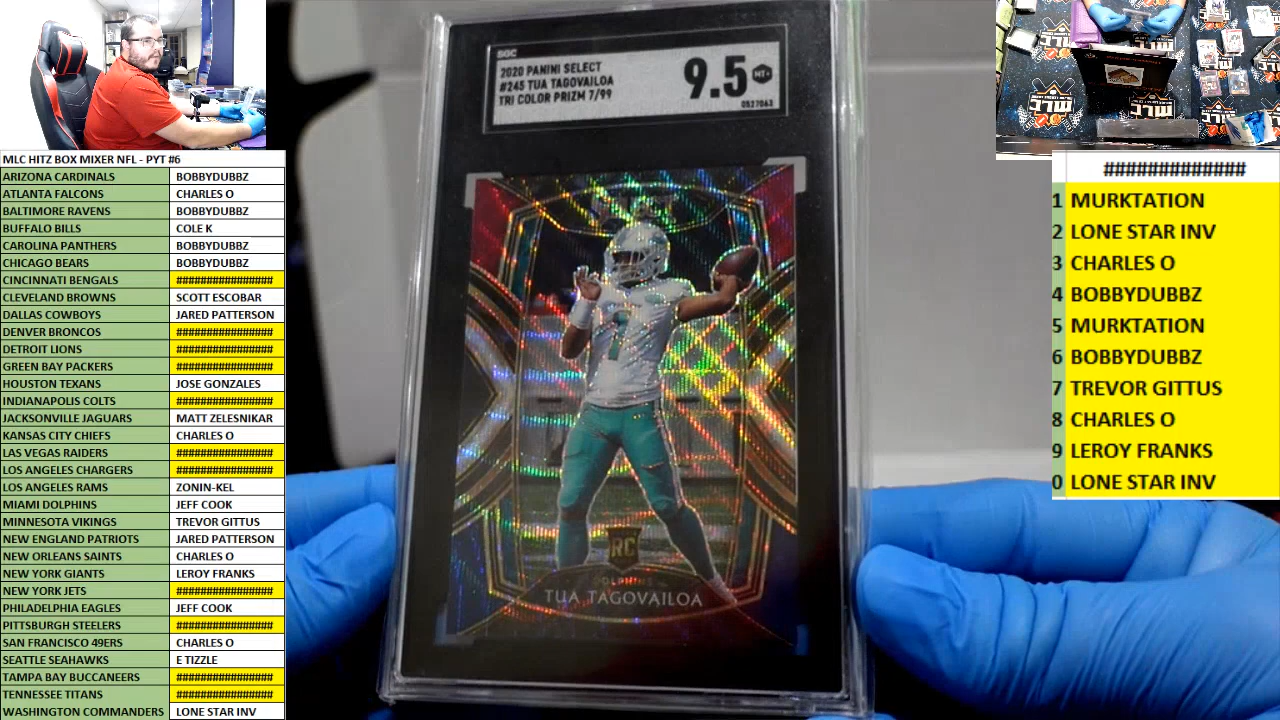 MLC HITZ BOX MIXER NFL - PYT #6
ARIZONA CARDINALS BOBBYDUBBZ
ATLANTA FALCONS CHARLES O
BALTIMORE RAVENS BOBBYDUBBZ
BUFFALO BILLS COLE K
CAROLINA PANTHERS BOBBYDUBBZ
CHICAGO BEARS BOBBYDUBBZ
CINCINNATI BENGALS ################
CLEVELAND BROWNS SCOTT ESCOBAR
DALLAS COWBOYS JARED PATTERSON
DENVER BRONCOS ################
DETROIT LIONS ################
GREEN BAY PACKERS ################
HOUSTON TEXANS JOSE GONZALES
INDIANAPOLIS COLTS ################
JACKSONVILLE JAGUARS MATT ZELESNIKAR
KANSAS CITY CHIEFS CHARLES O
LAS VEGAS RAIDERS ################
LOS ANGELES CHARGERS ################
LOS ANGELES RAMS ZONIN-KEL
MIAMI DOLPHINS JEFF COOK
MINNESOTA VIKINGS TREVOR GITTUS
NEW ENGLAND PATRIOTS JARED PATTERSON
NEW ORLEANS SAINTS CHARLES O
NEW YORK GIANTS LEROY FRANKS
NEW YORK JETS ################
PHILADELPHIA EAGLES JEFF COOK
PITTSBURGH STEELERS ################
SAN FRANCISCO 49ERS CHARLES O
SEATTLE SEAHAWKS E TIZZLE
TAMPA BAY BUCCANEERS ################
TENNESSEE TITANS ################
WASHINGTON COMMANDERS LONE STAR INV
SGC
2020 PANINI SELECT
#245 TUA TAGOVAILOA
TRI COLOR PRIZM 7/99
9.5 MT+
0527063
1
RC
DOLPHINS
TUA TAGOVAILOA
MLC
MLC
##############
1 MURKTATION
2 LONE STAR INV
3 CHARLES O
4 BOBBYDUBBZ
5 MURKTATION
6 BOBBYDUBBZ
7 TREVOR GITTUS
8 CHARLES O
9 LEROY FRANKS
0 LONE STAR INV